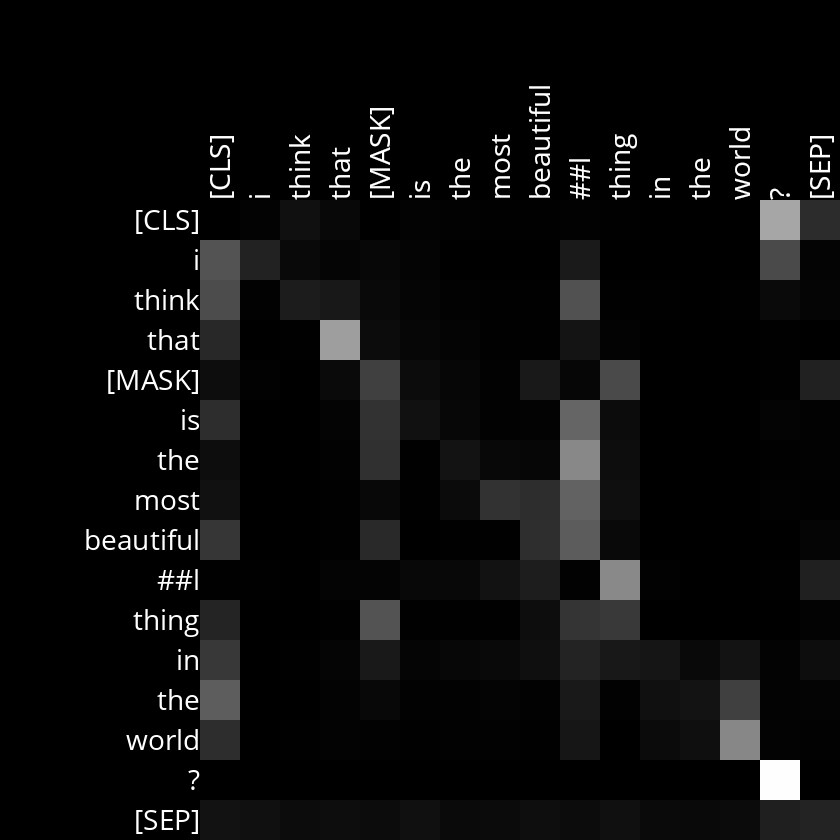 [CLS] i think that [MASK] is the most beautiful ##l thing in the world ? [SEP]
[CLS]
i
think
that
[MASK]
is
the
most
beautiful
##l
thing
in
the
world
?
[SEP]